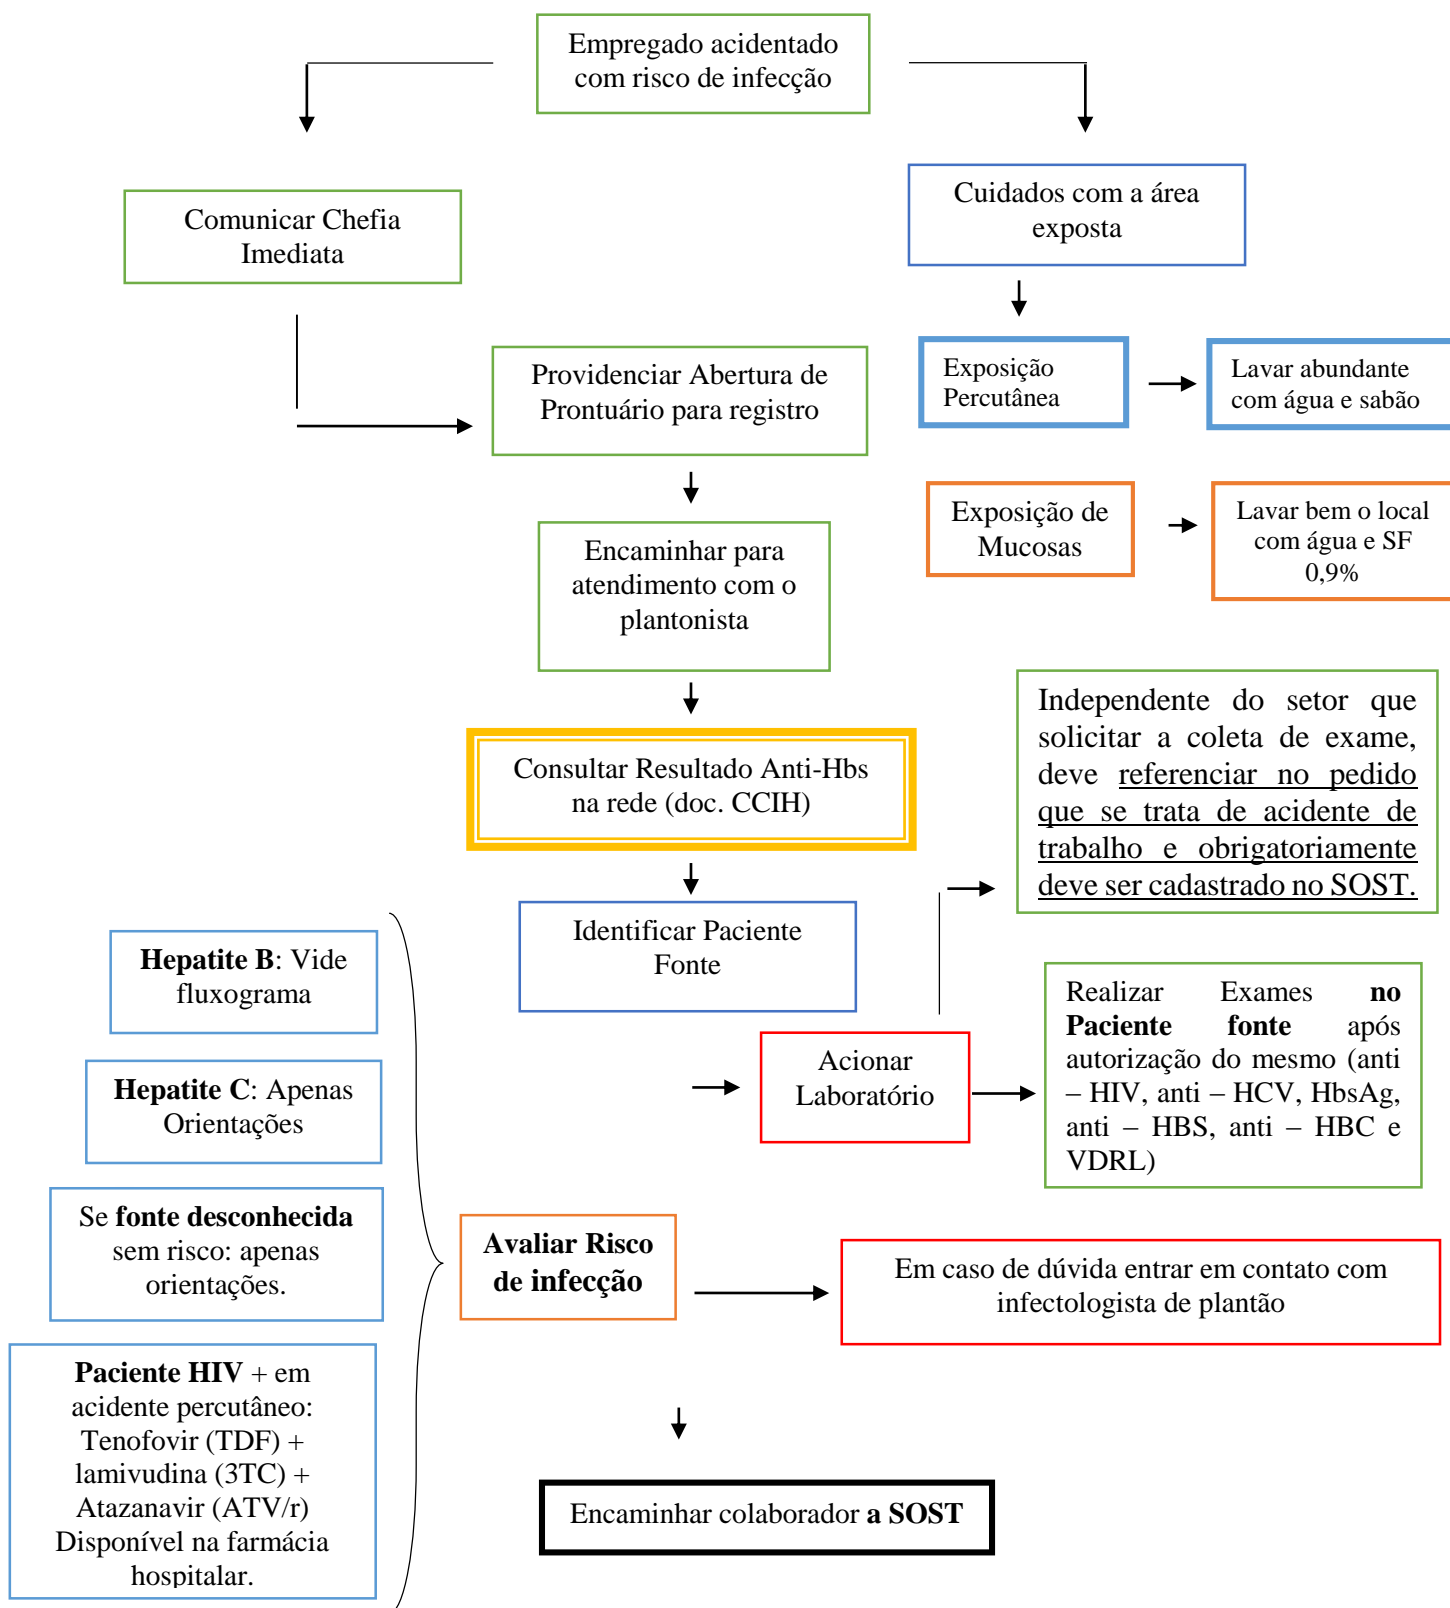 Empregado acidentado
com risco de infecção
Comunicar Chefia
Imediata
Cuidados com a área
exposta
Providenciar Abertura de
Prontuário para registro
Exposição
Percutânea
Lavar abundante
com água e sabão
Exposição de
Mucosas
Lavar bem o local
com água e SF
0,9%
Encaminhar para
atendimento com o
plantonista
Consultar Resultado Anti-Hbs
na rede (doc. CCIH)
Independente do setor que
solicitar a coleta de exame,
deve referenciar no pedido
que se trata de acidente de
trabalho e obrigatoriamente
deve ser cadastrado no SOST.
Identificar Paciente
Fonte
Hepatite B: Vide
fluxograma
Acionar
Laboratório
Realizar Exames no
Paciente fonte após
autorização do mesmo (anti
– HIV, anti – HCV, HbsAg,
anti – HBS, anti – HBC e
VDRL)
Hepatite C: Apenas
Orientações
Se fonte desconhecida
sem risco: apenas
orientações.
Avaliar Risco
de infecção
Em caso de dúvida entrar em contato com
infectologista de plantão
Paciente HIV + em
acidente percutâneo:
Tenofovir (TDF) +
lamivudina (3TC) +
Atazanavir (ATV/r)
Disponível na farmácia
hospitalar.
Encaminhar colaborador a SOST